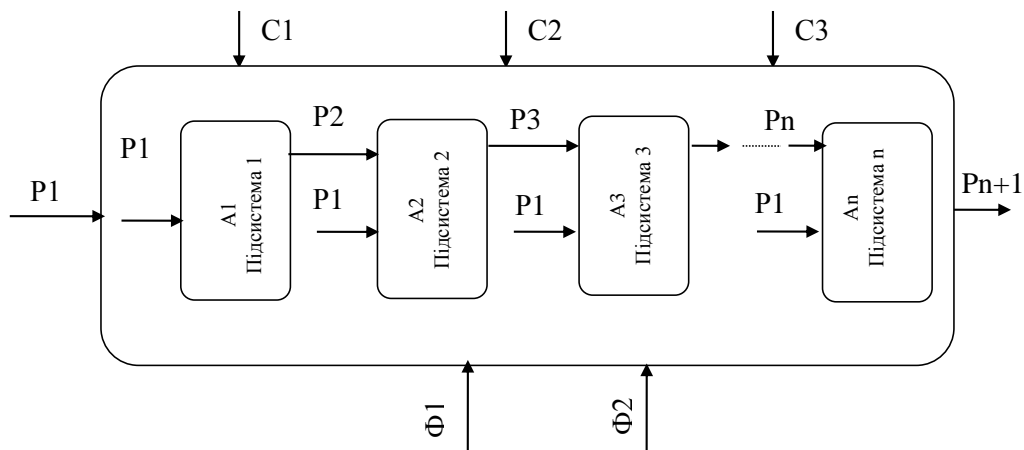 C1
C2
C3
P2
P3
Pn
P1
P1
P1
P1
P1
Pn+1
A1
Підсистема 1
A2
Підсистема 2
A3
Підсистема 3
An
Підсистема n
Ф1
Ф2